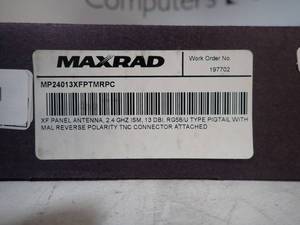 Computers
MAXRAD
Work Order No
197702
MP24013XFPTMRPC
XF PANEL ANTENNA, 2.4 GHZ ISM, 13 DBI, RG58/U TYPE PIGTAIL WITH
MAL REVERSE POLARITY TNC CONNECTOR ATTACHED